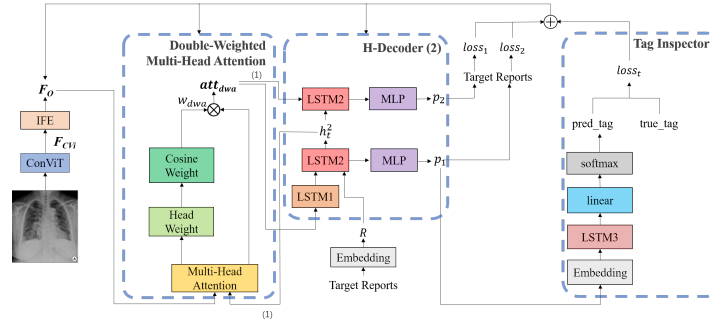 Double-Weighted
Multi-Head Attention
att_dwa
(1)
w_dwa
Cosine
Weight
Head
Weight
Multi-Head
Attention
(1)
F_O
IFE
F_CVi
ConViT
H-Decoder (2)
LSTM2
MLP
p_2
h_t^2
LSTM2
MLP
p_1
LSTM1
R
Embedding
Target Reports
loss_1
loss_2
Target Reports
Tag Inspector
loss_t
pred_tag
true_tag
softmax
linear
LSTM3
Embedding